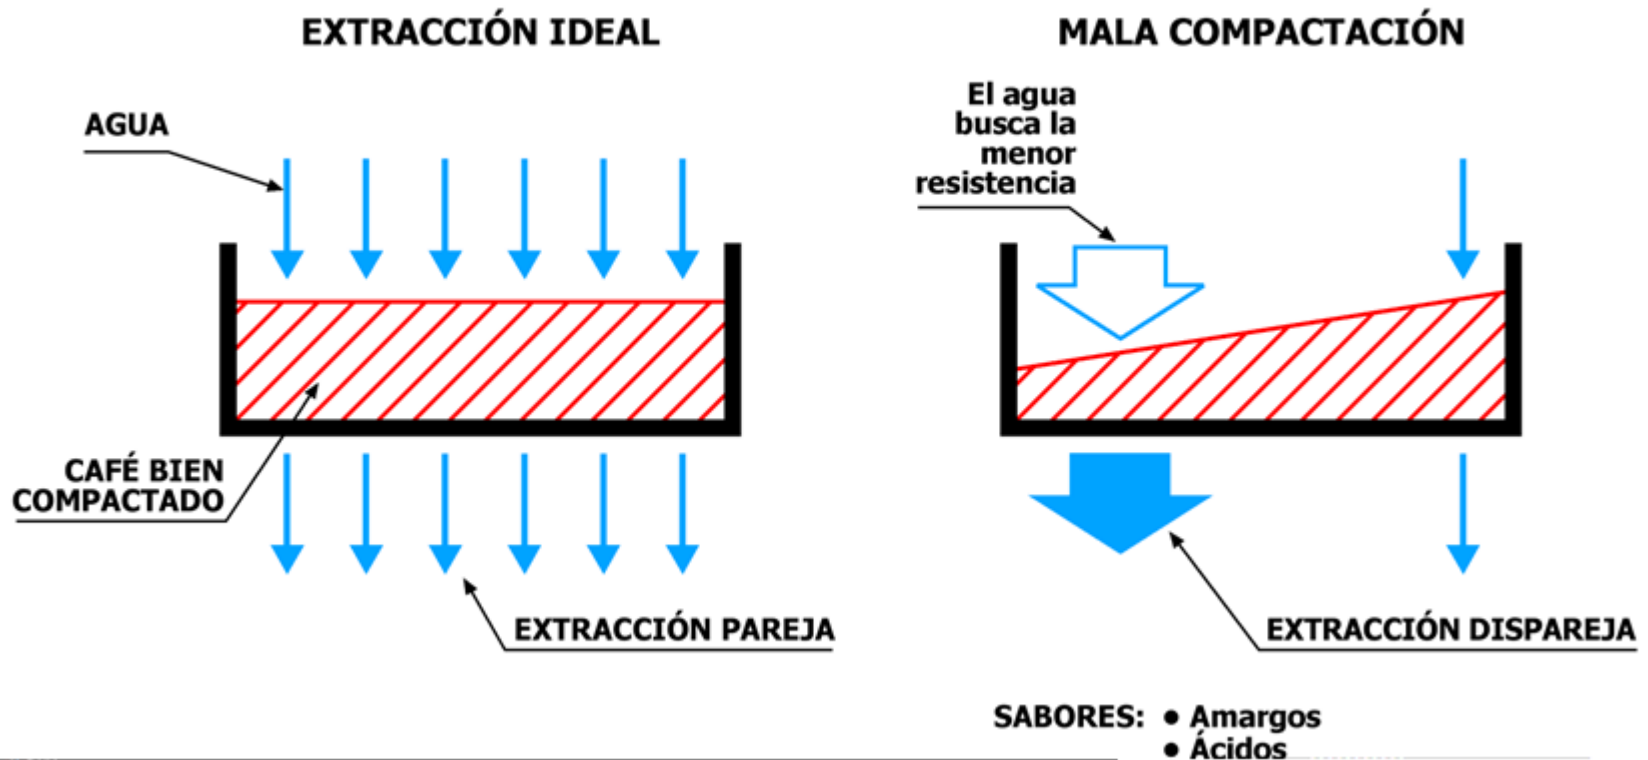 EXTRACCIÓN IDEAL
AGUA
CAFÉ BIEN
COMPACTADO
EXTRACCIÓN PAREJA
MALA COMPACTACIÓN
El agua
busca la
menor
resistencia
EXTRACCIÓN DISPAREJA
SABORES: • Amargos
• Ácidos